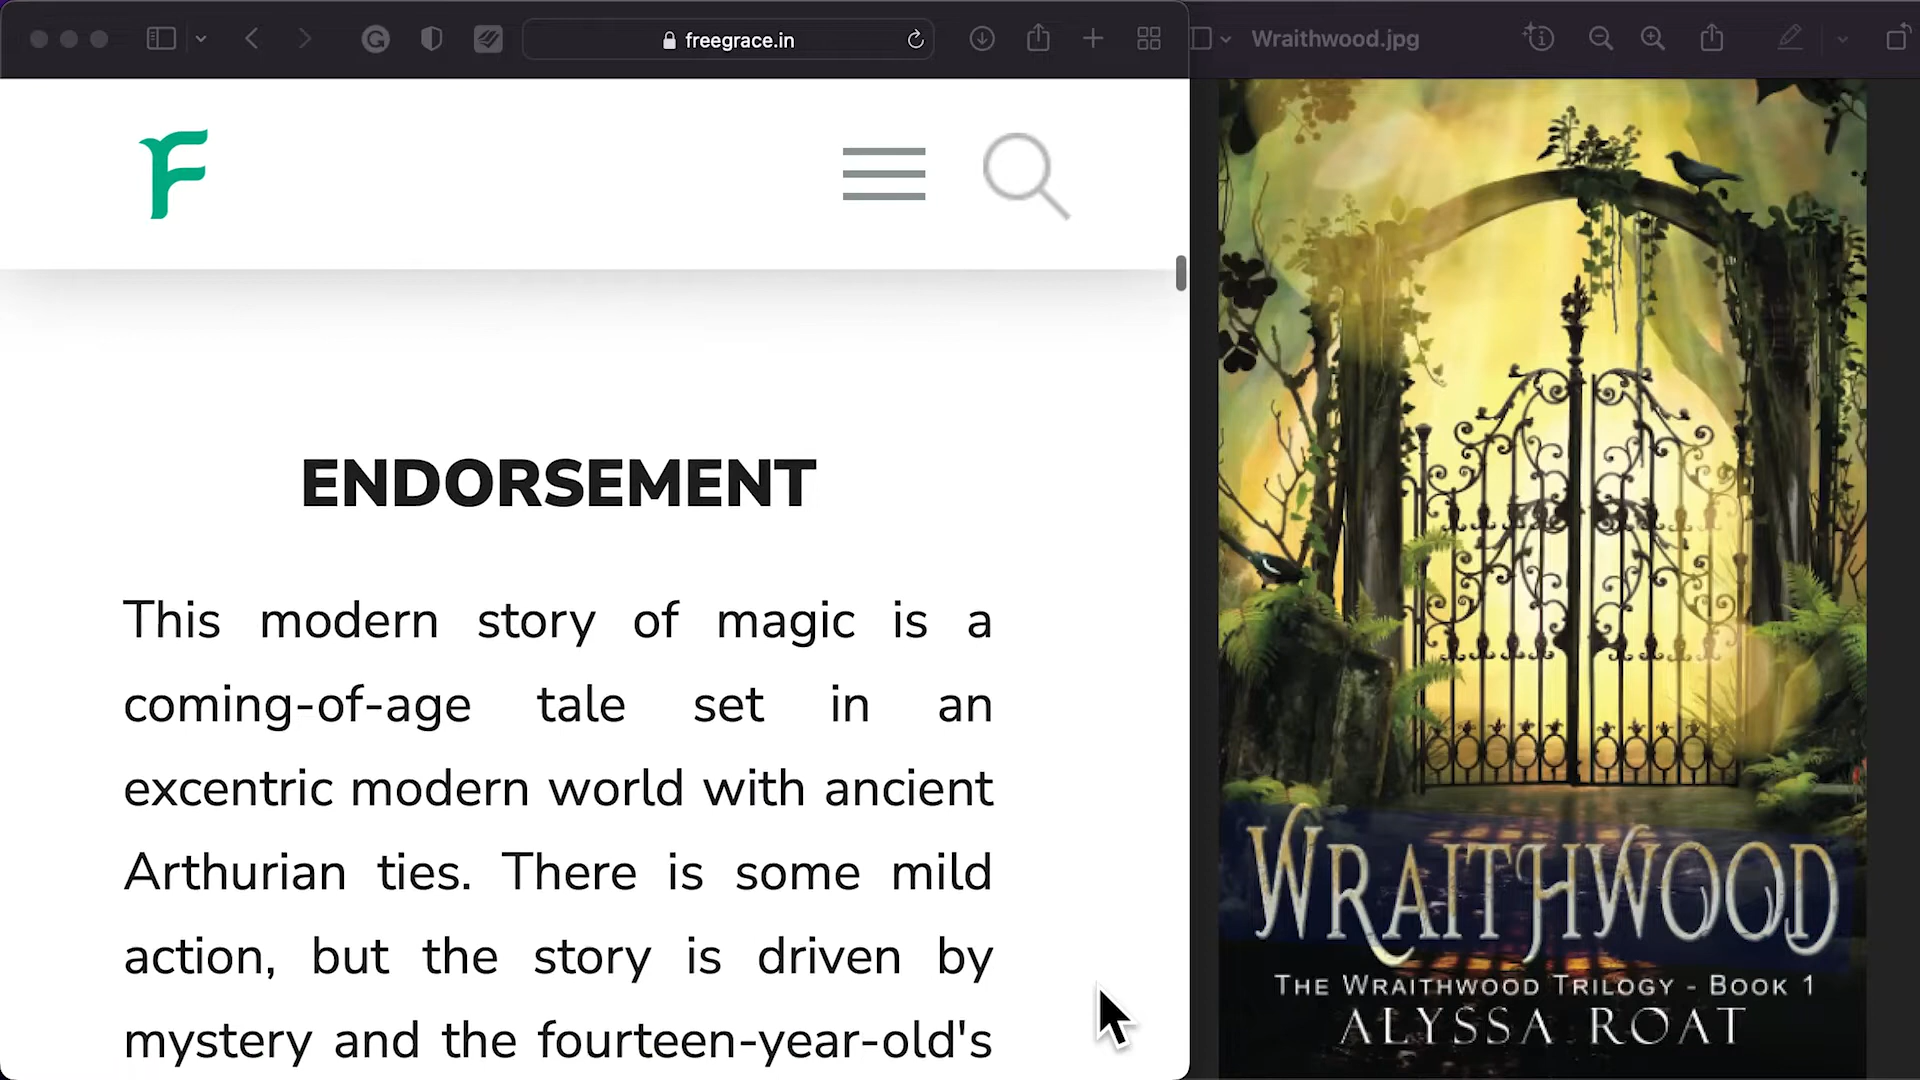 freegrace.in
Wraithwood.jpg
F
ENDORSEMENT
This modern story of magic is a
coming-of-age tale set in an
excentric modern world with ancient
Arthurian ties. There is some mild
action, but the story is driven by
mystery and the fourteen-year-old's
WRAITHWOOD
THE WRAITHWOOD TRILOGY - BOOK 1
ALYSSA ROAT